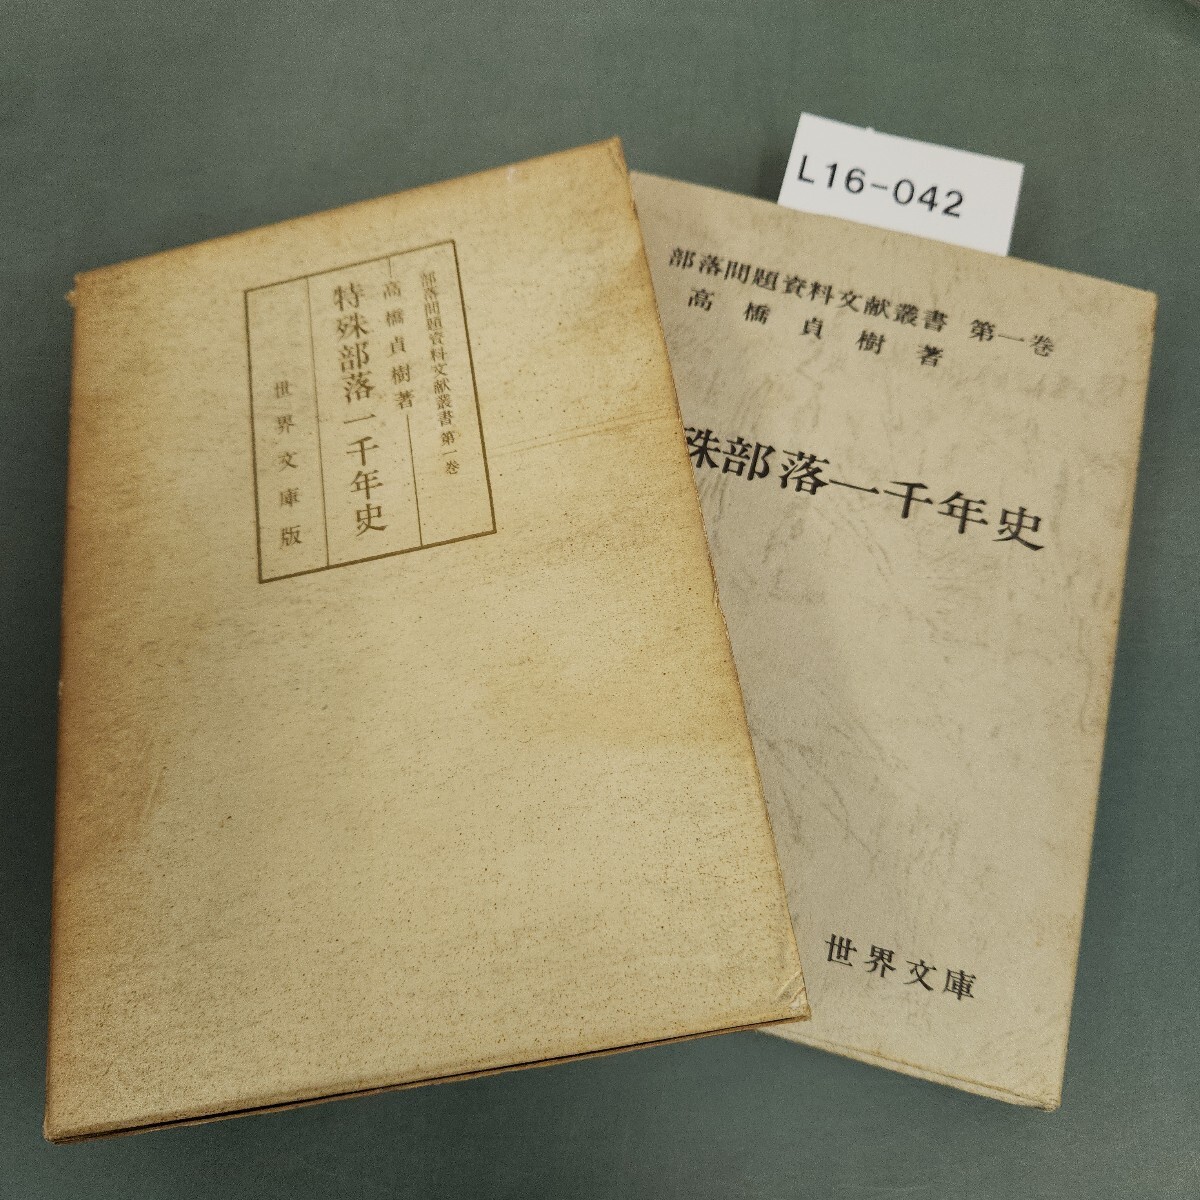 部落問題資料文献叢書 第一巻
高橋貞樹著
特殊部落一千年史
世界文庫版
L16-042
部落問題資料文献叢書 第一巻
高橋貞樹著
殊部落一千年史
世界文庫